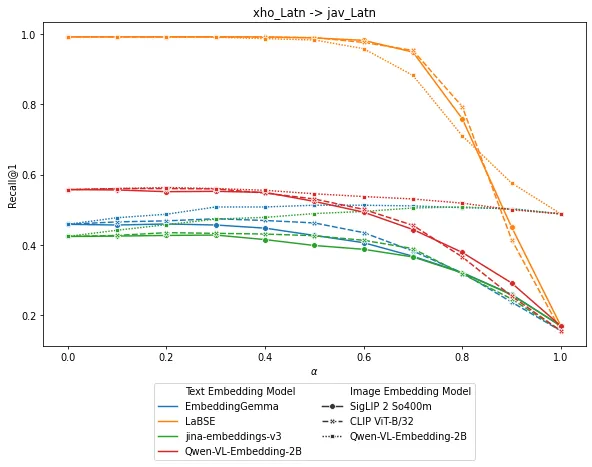 xho_Latn -> jav_Latn
Recall@1
1.0
0.8
0.6
0.4
0.2
0.0 0.2 0.4 0.6 0.8 1.0
α
Text Embedding Model Image Embedding Model
EmbeddingGemma SigLIP 2 So400m
LaBSE CLIP ViT-B/32
jina-embeddings-v3 Qwen-VL-Embedding-2B
Qwen-VL-Embedding-2B